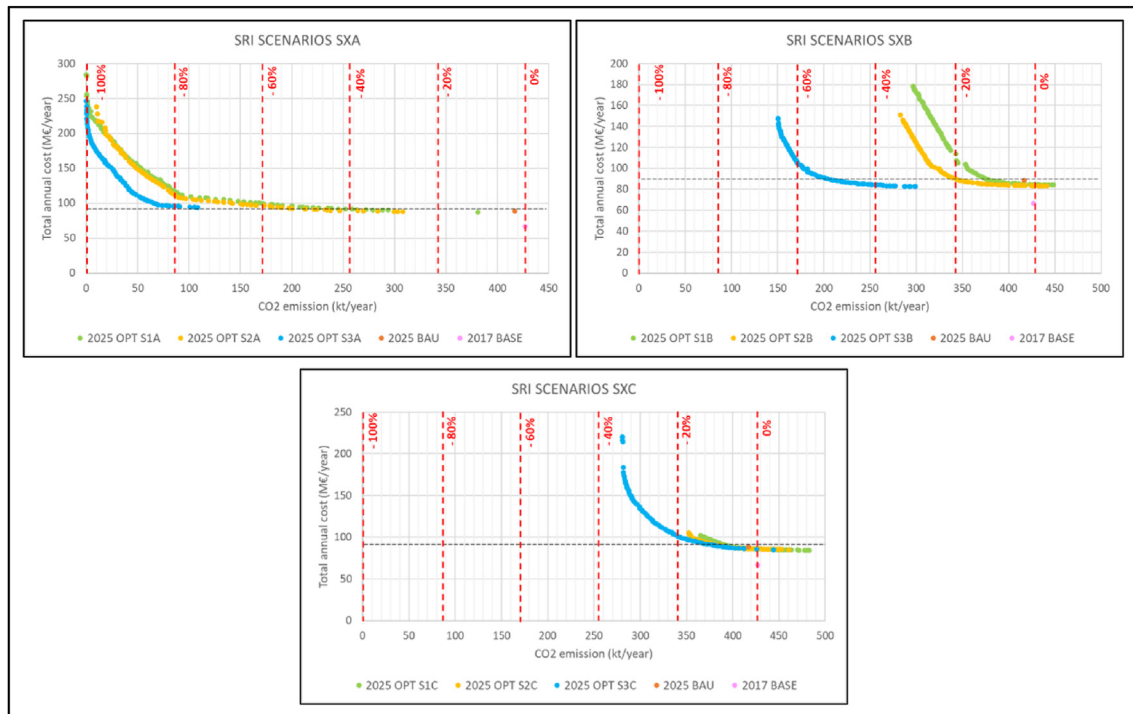 SRI SCENARIOS SXA
Total annual cost (M€/year)
300
250
200
150
100
50
0
- 100%
- 80%
- 60%
- 40%
- 20%
0%
0 50 100 150 200 250 300 350 400 450
CO2 emission (kt/year)
2025 OPT S1A 2025 OPT S2A 2025 OPT S3A 2025 BAU 2017 BASE
SRI SCENARIOS SXB
Total annual cost (M€/year)
200
180
160
140
120
100
80
60
40
20
0
- 100%
- 80%
- 60%
- 40%
- 20%
0%
0 50 100 150 200 250 300 350 400 450 500
CO2 emission (kt/year)
2025 OPT S1B 2025 OPT S2B 2025 OPT S3B 2025 BAU 2017 BASE
SRI SCENARIOS SXC
Total annual cost (M€/year)
250
200
150
100
50
0
- 100%
- 80%
- 60%
- 40%
- 20%
0%
0 50 100 150 200 250 300 350 400 450 500
CO2 emission (kt/year)
2025 OPT S1C 2025 OPT S2C 2025 OPT S3C 2025 BAU 2017 BASE